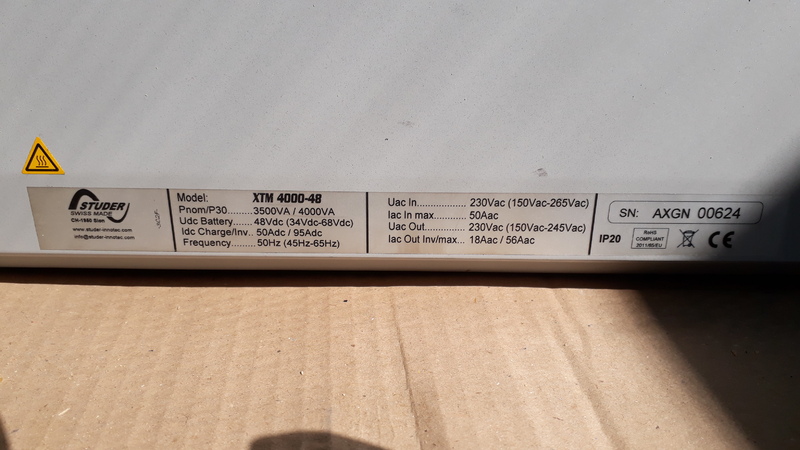 STUDER
SWISS MADE
CH-1950 Sion
www.studer-innotec.com
info@studer-innotec.com
Model: XTM 4000-48
Pnom/P30........3500VA / 4000VA
Udc Battery.......48Vdc (34Vdc-68Vdc)
Idc Charge/Inv.. 50Adc / 95Adc
Frequency.........50Hz (45Hz-65Hz)
Uac In.................. 230Vac (150Vac-265Vac)
Iac In max........... 50Aac
Uac Out............... 230Vac (150Vac-245Vac)
Iac Out Inv/max... 18Aac / 56Aac
SN: AXGN 00624
IP20
RoHS
COMPLIANT
2011/65/EU
CE